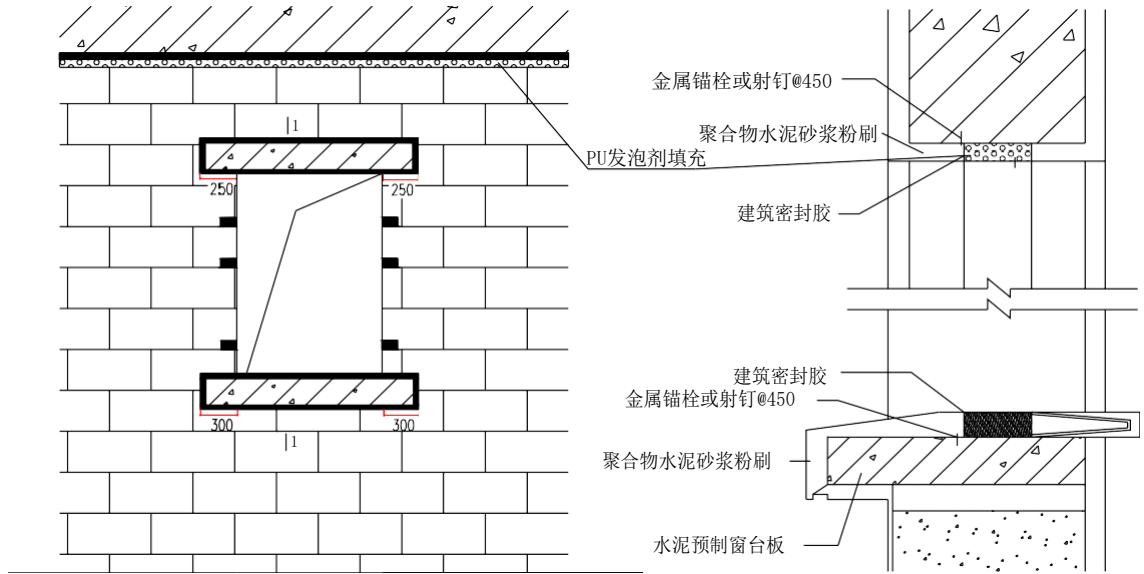 1
250
250
300
300
1
PU发泡剂填充
金属锚栓或射钉@450
聚合物水泥砂浆粉刷
建筑密封胶
建筑密封胶
金属锚栓或射钉@450
聚合物水泥砂浆粉刷
水泥预制窗台板